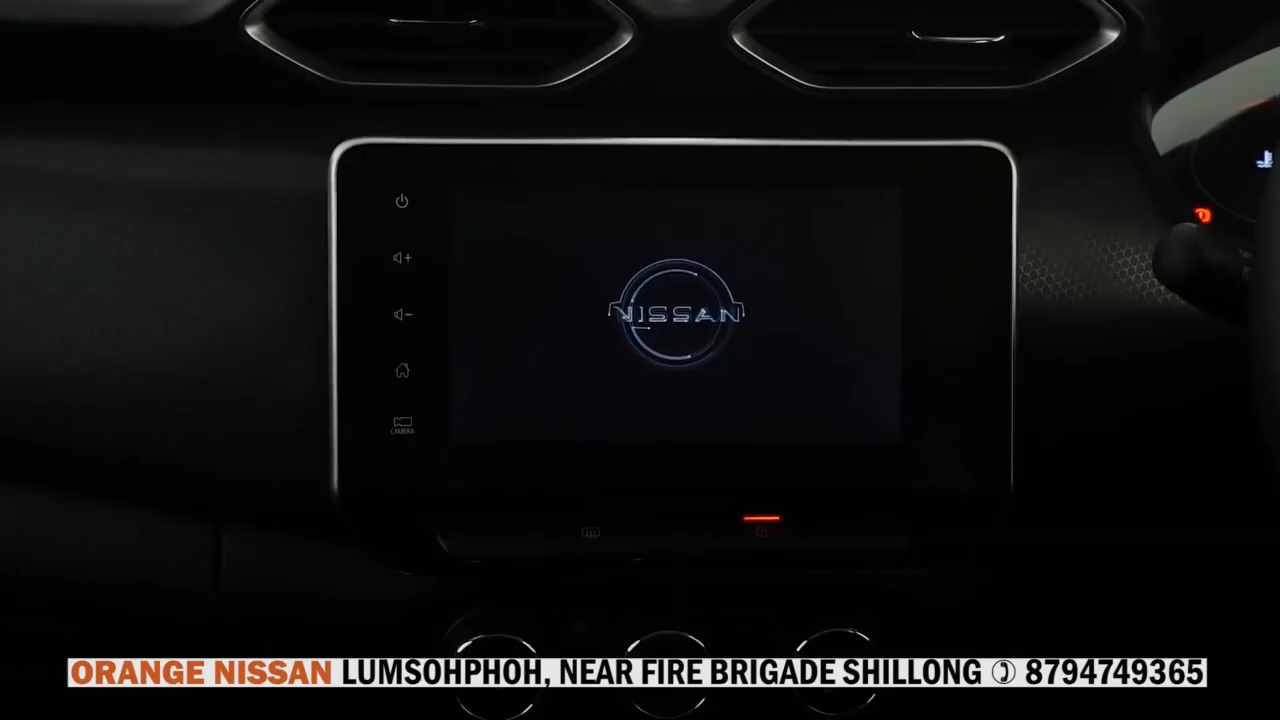 NISSAN
CAMERA
ORANGE NISSAN LUMSOHPHOH, NEAR FIRE BRIGADE SHILLONG ✆ 8794749365